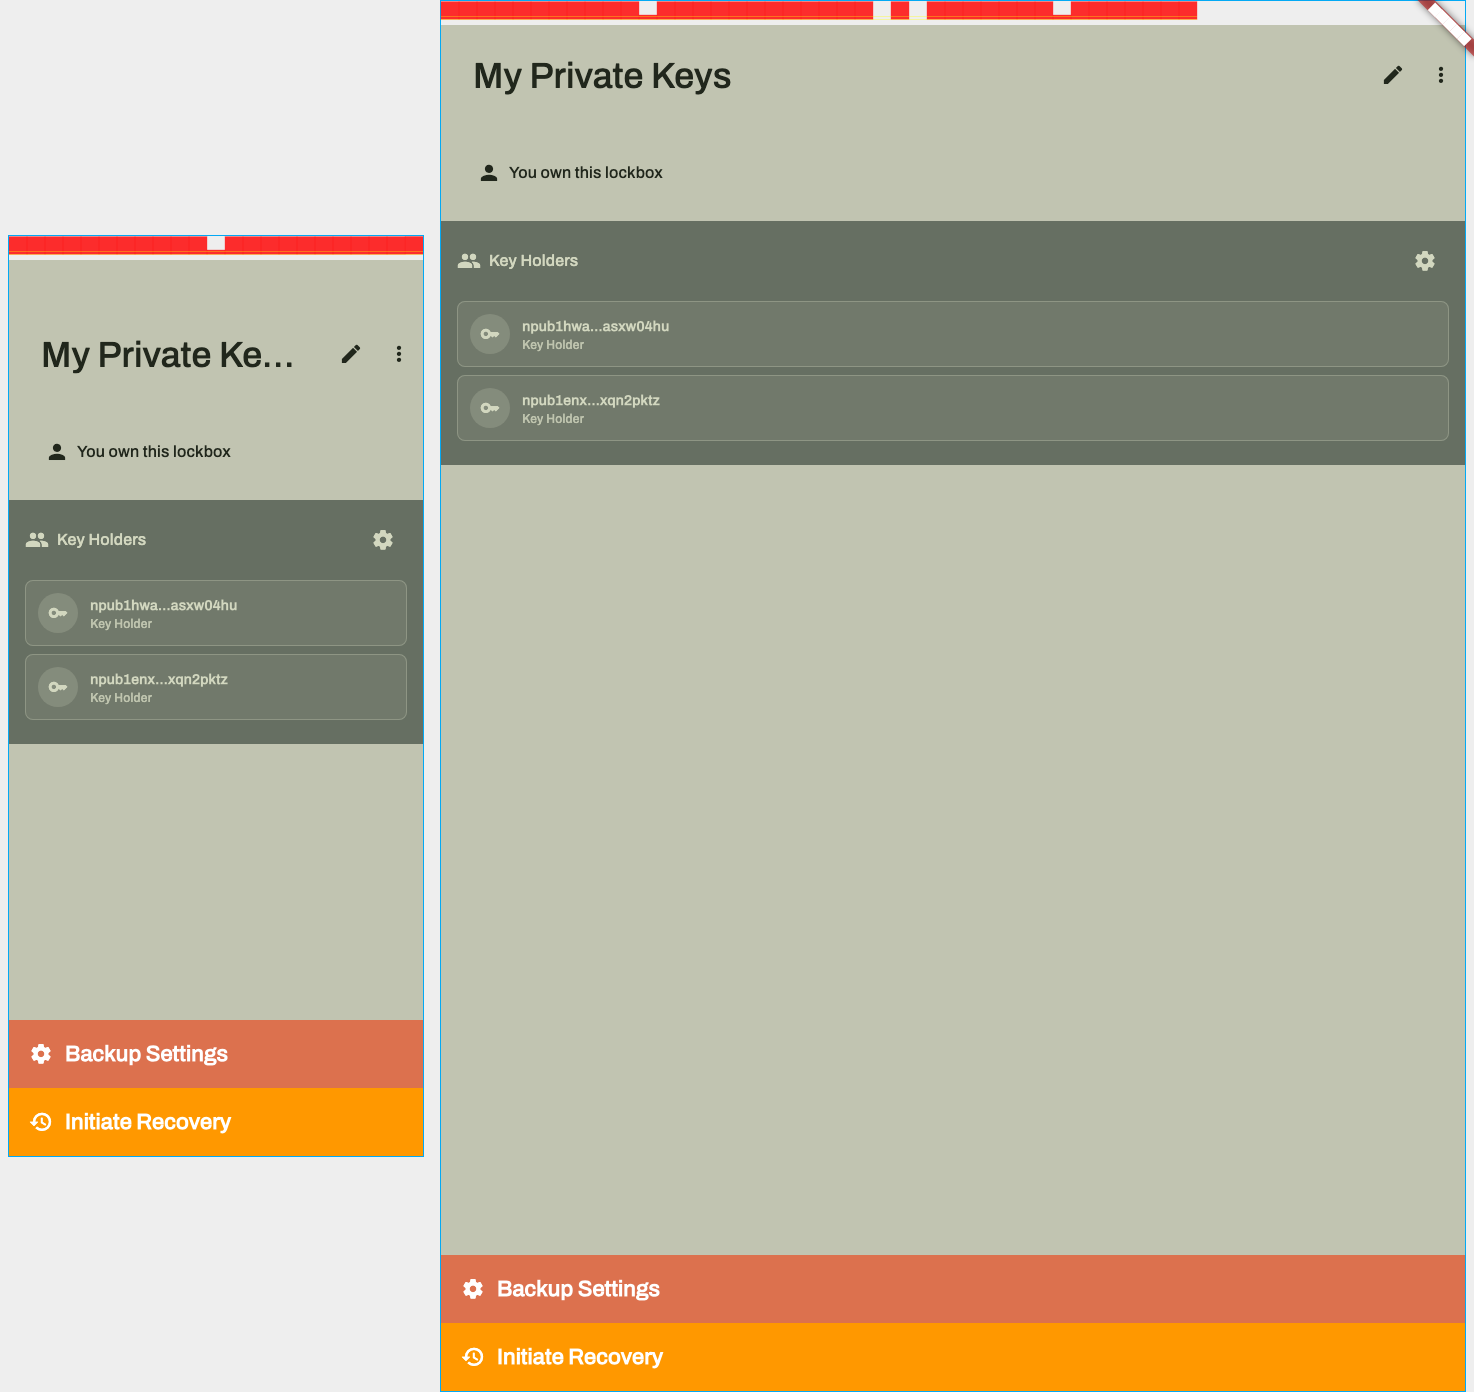 My Private Ke...
You own this lockbox
Key Holders
npub1hwa...asxw04hu
Key Holder
npub1enx...xqn2pktz
Key Holder
Backup Settings
Initiate Recovery
My Private Keys
You own this lockbox
Key Holders
npub1hwa...asxw04hu
Key Holder
npub1enx...xqn2pktz
Key Holder
Backup Settings
Initiate Recovery